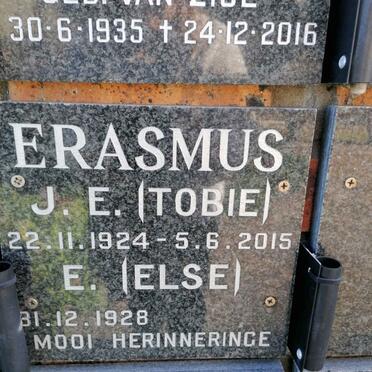 30·6·1935 † 24·12·2016
ERASMUS
J. E. (TOBIE)
22.11.1924 - 5.6.2015
E. (ELSE)
31.12.1928
MOOI HERINNERINGE